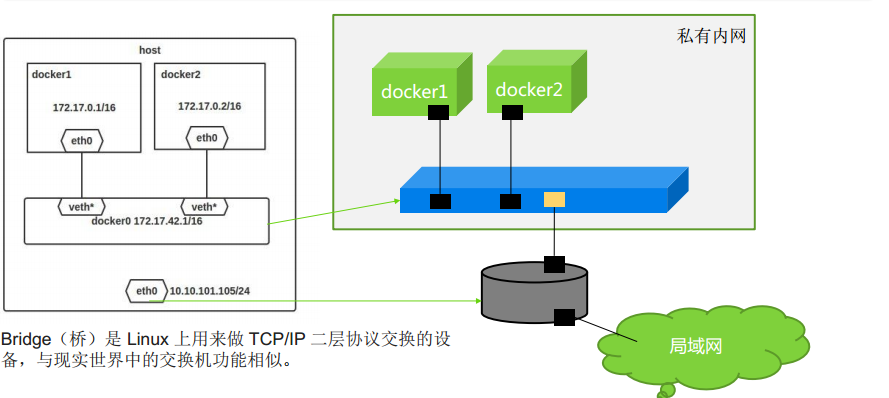 host
docker1
docker2
172.17.0.1/16
172.17.0.2/16
eth0
eth0
veth*
veth*
docker0 172.17.42.1/16
eth0
10.10.101.105/24
私有内网
docker1
docker2
局域网
Bridge（桥）是 Linux 上用来做 TCP/IP 二层协议交换的设
备，与现实世界中的交换机功能相似。